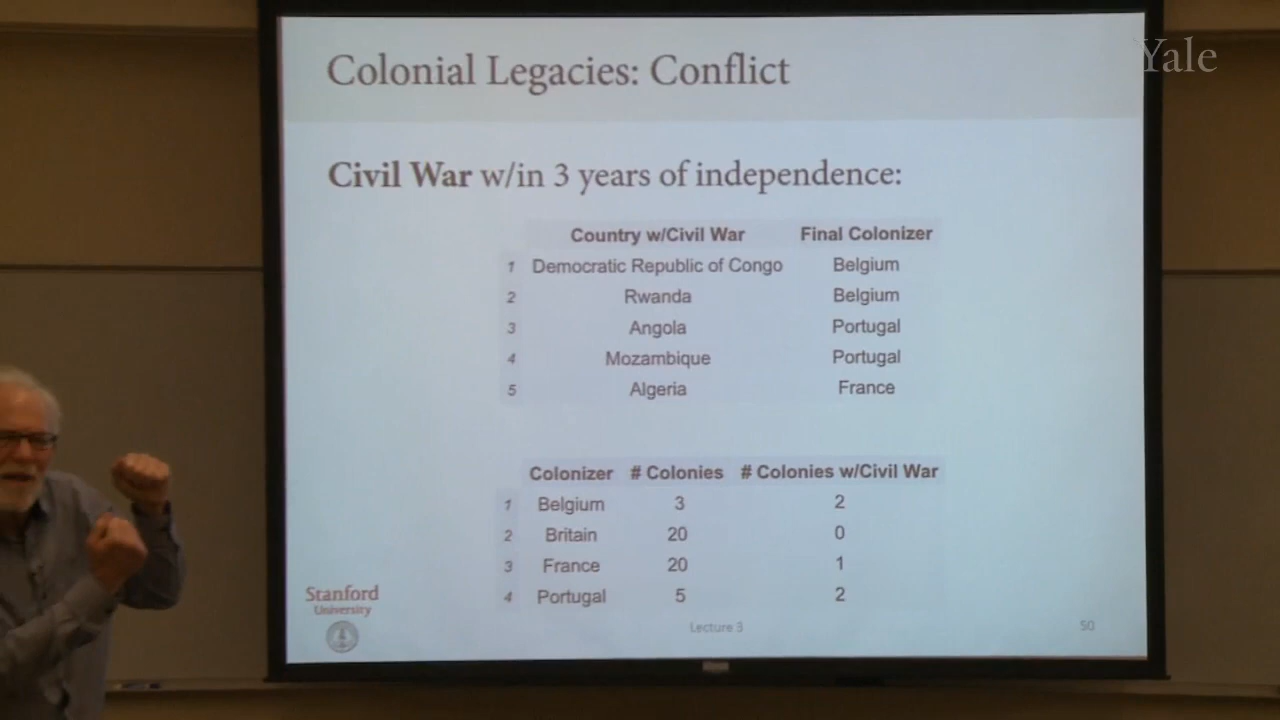 Yale
Colonial Legacies: Conflict
Civil War w/in 3 years of independence:
Country w/Civil War Final Colonizer
1 Democratic Republic of Congo Belgium
2 Rwanda Belgium
3 Angola Portugal
4 Mozambique Portugal
5 Algeria France
Colonizer # Colonies # Colonies w/Civil War
1 Belgium 3 2
2 Britain 20 0
3 France 20 1
4 Portugal 5 2
Stanford
University
Lecture 3
50